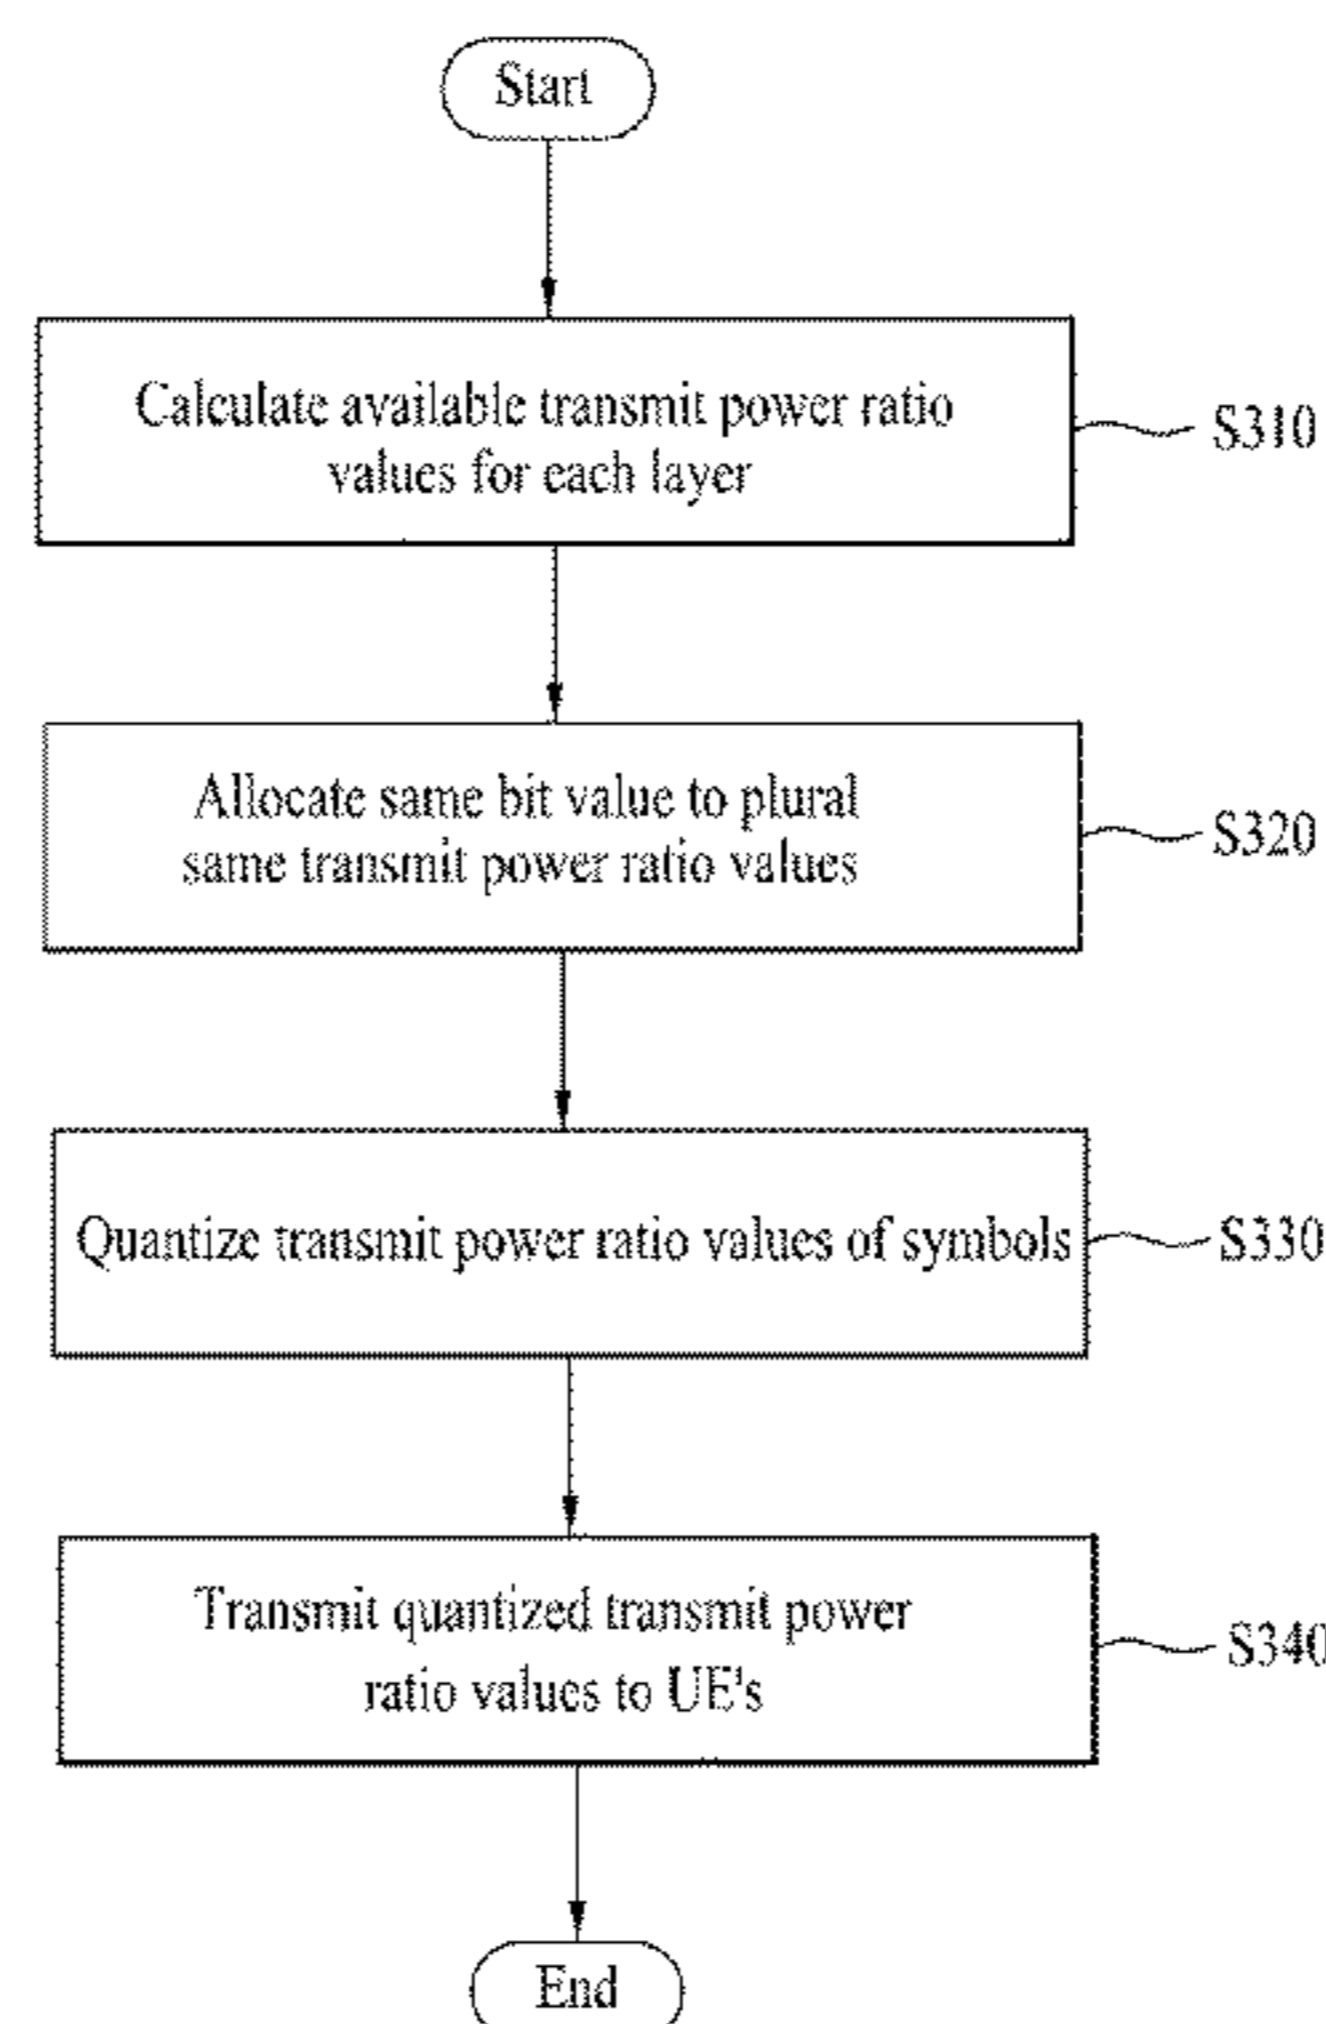 Start
Calculate available transmit power ratio
values for each layer
S310
Allocate same bit value to plural
same transmit power ratio values
S320
Quantize transmit power ratio values of symbols
S330
Transmit quantized transmit power
ratio values to UE's
S340
End